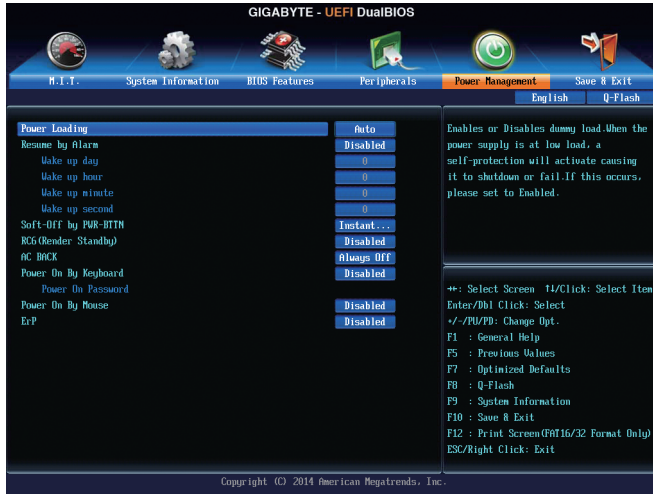 GIGABYTE - UEFI DualBIOS
M.I.T. System Information BIOS Features Peripherals Power Management Save & Exit
English Q-Flash
Power Loading Auto
Resume by Alarm Disabled
Wake up day 0
Wake up hour 0
Wake up minute 0
Wake up second 0
Soft-Off by PWR-BTTN Instant...
RC6(Render Standby) Disabled
AC BACK Always Off
Power On By Keyboard Disabled
Power On Password
Power On By Mouse Disabled
ErP Disabled
Enables or Disables dummy load.When the
power supply is at low load, a
self-protection will activate causing
it to shutdown or fail.If this occurs,
please set to Enabled.
→←: Select Screen ↑↓/Click: Select Item
Enter/Dbl Click: Select
+/-/PU/PD: Change Opt.
F1 : General Help
F5 : Previous Values
F7 : Optimized Defaults
F8 : Q-Flash
F9 : System Information
F10 : Save & Exit
F12 : Print Screen(FAT16/32 Format Only)
ESC/Right Click: Exit
Copyright (C) 2014 American Megatrends, Inc.